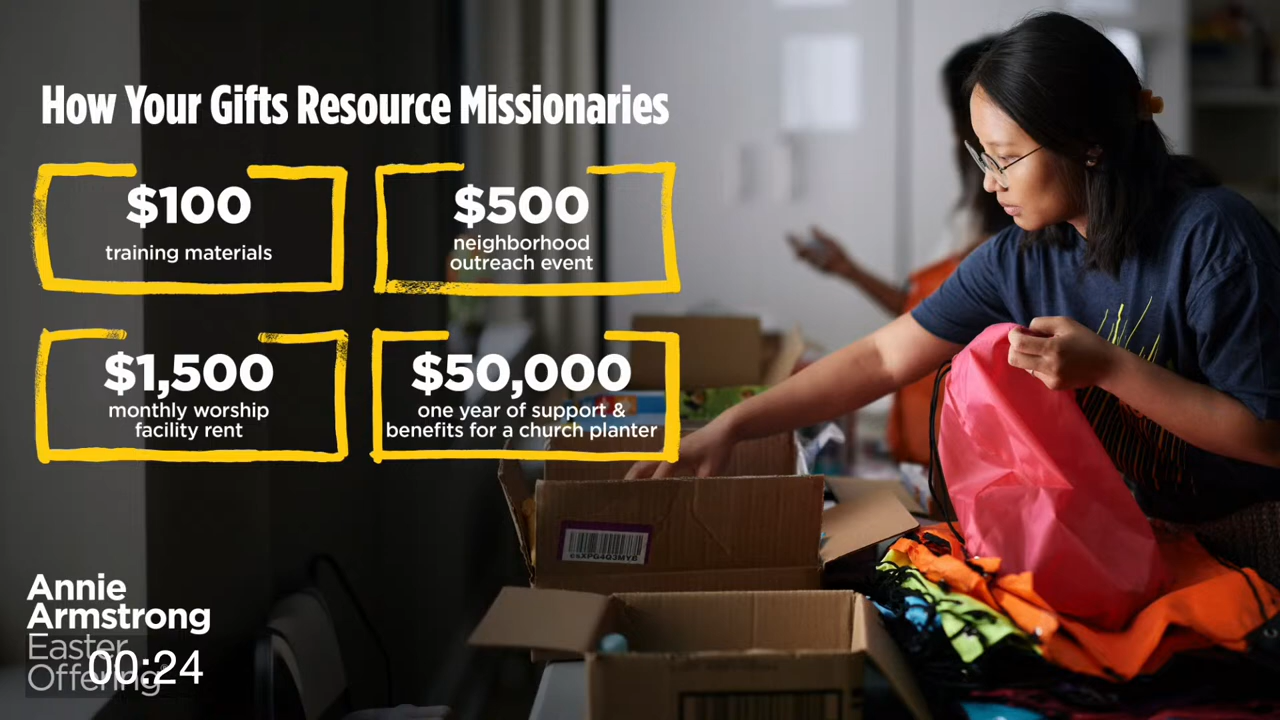 How Your Gifts Resource Missionaries
$100
training materials
$500
neighborhood
outreach event
$1,500
monthly worship
facility rent
$50,000
one year of support &
benefits for a church planter
Annie
Armstrong
Easter
Offering
00:24